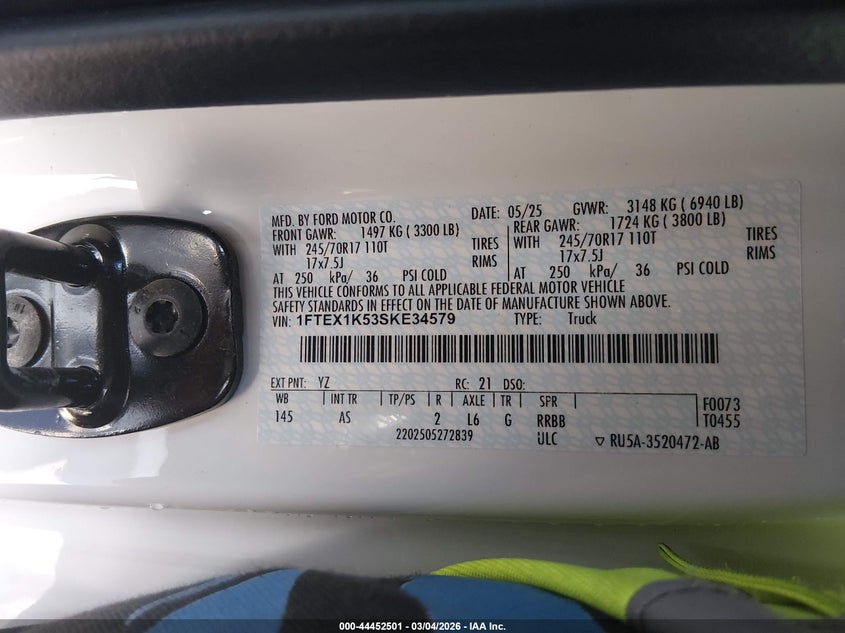 MFD. BY FORD MOTOR CO. DATE: 05/25 GVWR: 3148 KG ( 6940 LB)
FRONT GAWR: 1497 KG ( 3300 LB) REAR GAWR: 1724 KG ( 3800 LB)
WITH 245/70R17 110T TIRES WITH 245/70R17 110T TIRES
17x7.5J RIMS 17x7.5J RIMS
AT 250 kPa/ 36 PSI COLD AT 250 kPa/ 36 PSI COLD
THIS VEHICLE CONFORMS TO ALL APPLICABLE FEDERAL MOTOR VEHICLE
SAFETY STANDARDS IN EFFECT ON THE DATE OF MANUFACTURE SHOWN ABOVE.
VIN: 1FTEX1K53SKE34579 TYPE: Truck
EXT PNT: YZ RC: 21 DSO:
WB INT TR TP/PS R AXLE TR SPR F0073
145 AS 2 L6 G RRBB T0455
2202505272839 ULC ▽ RU5A-3520472-AB
000-44452501 - 03/04/2026 - IAA Inc.